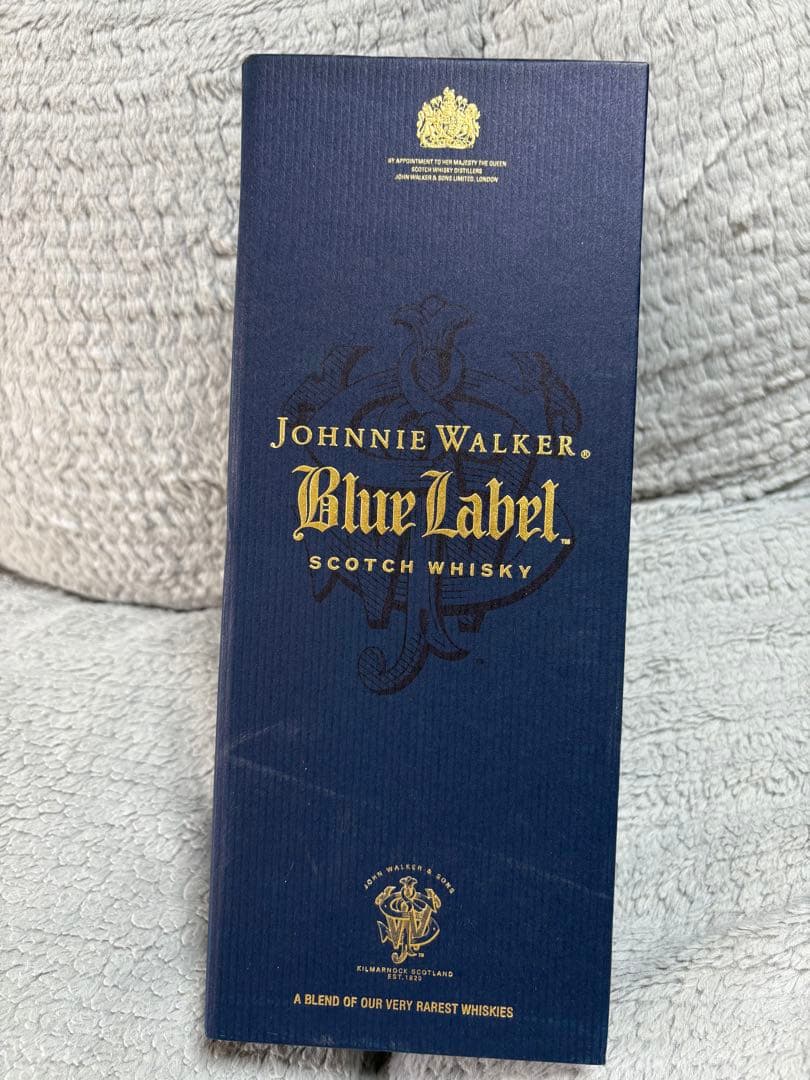 BY APPOINTMENT TO HER MAJESTY THE QUEEN
SCOTCH WHISKY DISTILLERS
JOHN WALKER & SONS LIMITED, LONDON
JOHNNIE WALKER®
Blue Label™
SCOTCH WHISKY
JOHN WALKER & SONS
KILMARNOCK SCOTLAND
EST. 1820
A BLEND OF OUR VERY RAREST WHISKIES